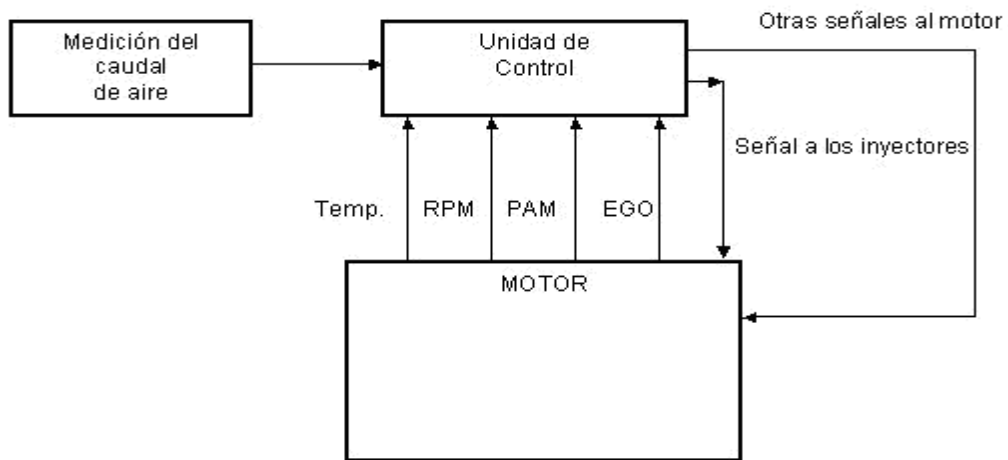 Otras señales al motor
Medición del
caudal
de aire
Unidad de
Control
Señal a los inyectores
Temp.
RPM
PAM
EGO
MOTOR